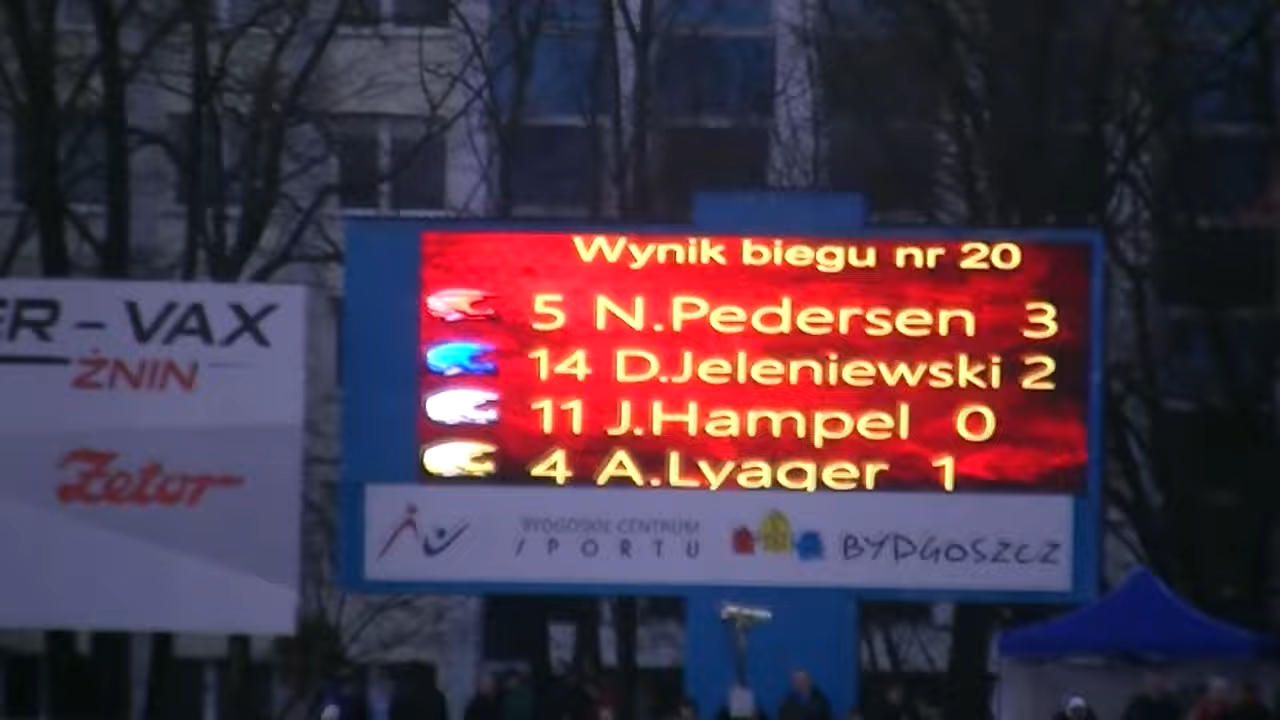 ER-VAX
ŻNIN
Zetor
Wynik biegu nr 20
5 N.Pedersen 3
14 D.Jeleniewski 2
11 J.Hampel 0
4 A.Lyager 1
BYDGOSKIE CENTRUM
SPORTU
BYDGOSZCZ